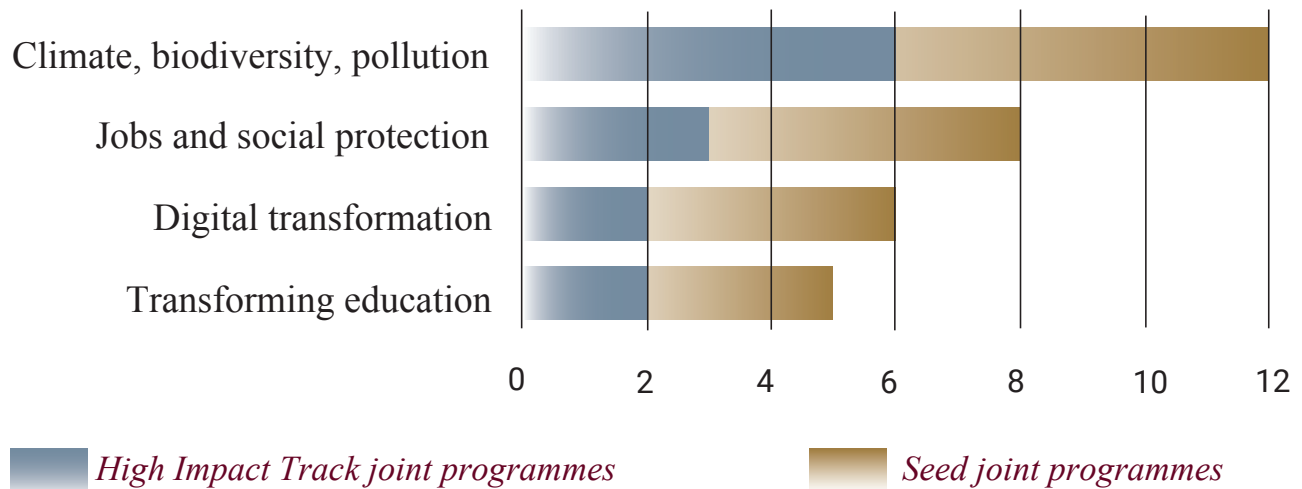 Climate, biodiversity, pollution
Jobs and social protection
Digital transformation
Transforming education
0 2 4 6 8 10 12
High Impact Track joint programmes
Seed joint programmes